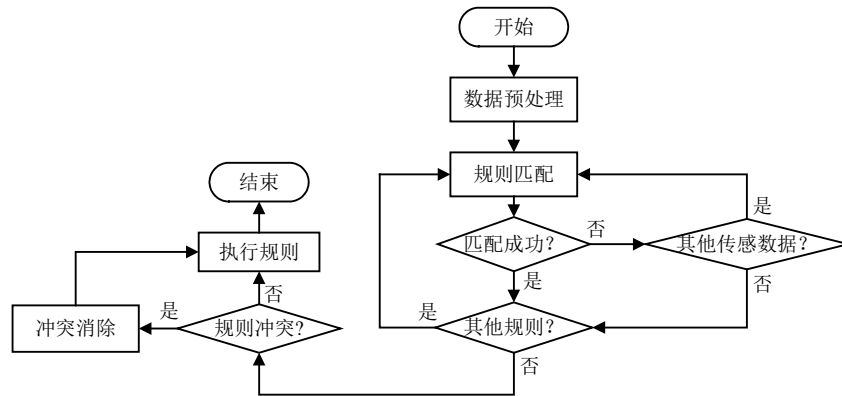 开始
数据预处理
规则匹配
匹配成功?
否
其他传感数据?
是
否
是
其他规则?
是
否
规则冲突?
是
冲突消除
否
执行规则
结束